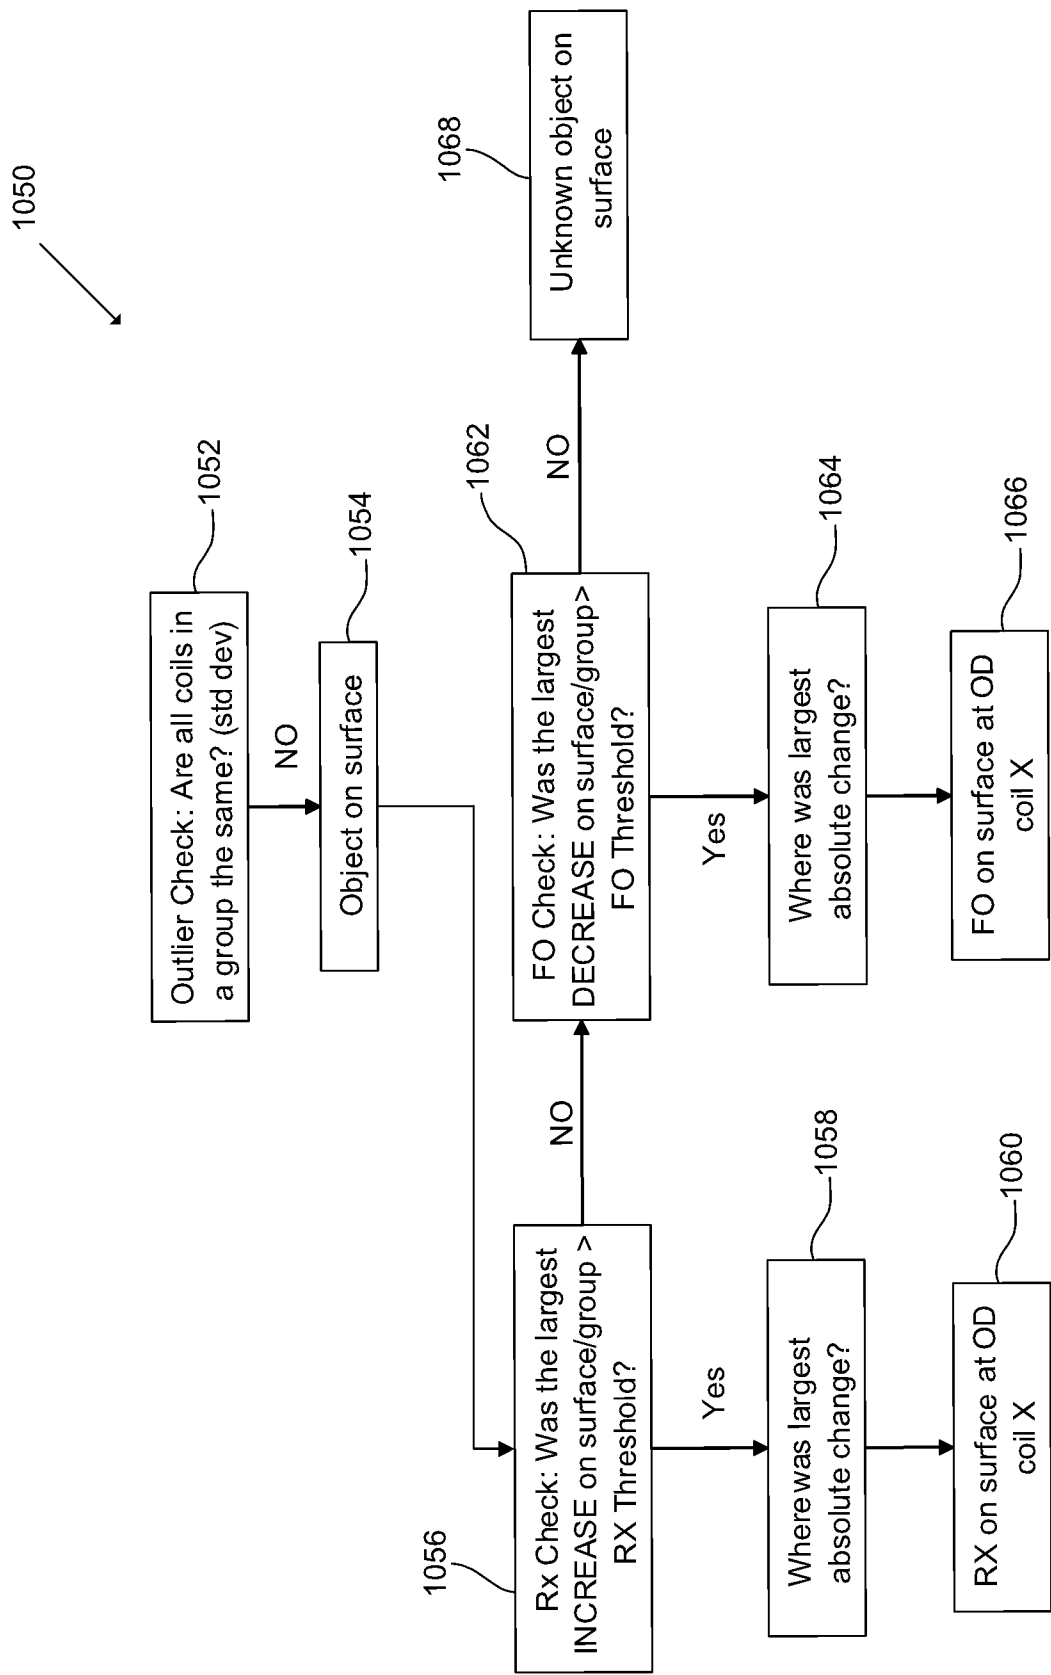 1050
Outlier Check: Are all coils in
a group the same? (std dev)
1052
NO
Object on surface
1054
1056
Rx Check: Was the largest
INCREASE on surface/group >
RX Threshold?
NO
FO Check: Was the largest
DECREASE on surface/group>
FO Threshold?
1062
NO
Unknown object on
surface
1068
Yes
Where was largest
absolute change?
1058
RX on surface at OD
coil X
1060
Yes
Where was largest
absolute change?
1064
FO on surface at OD
coil X
1066